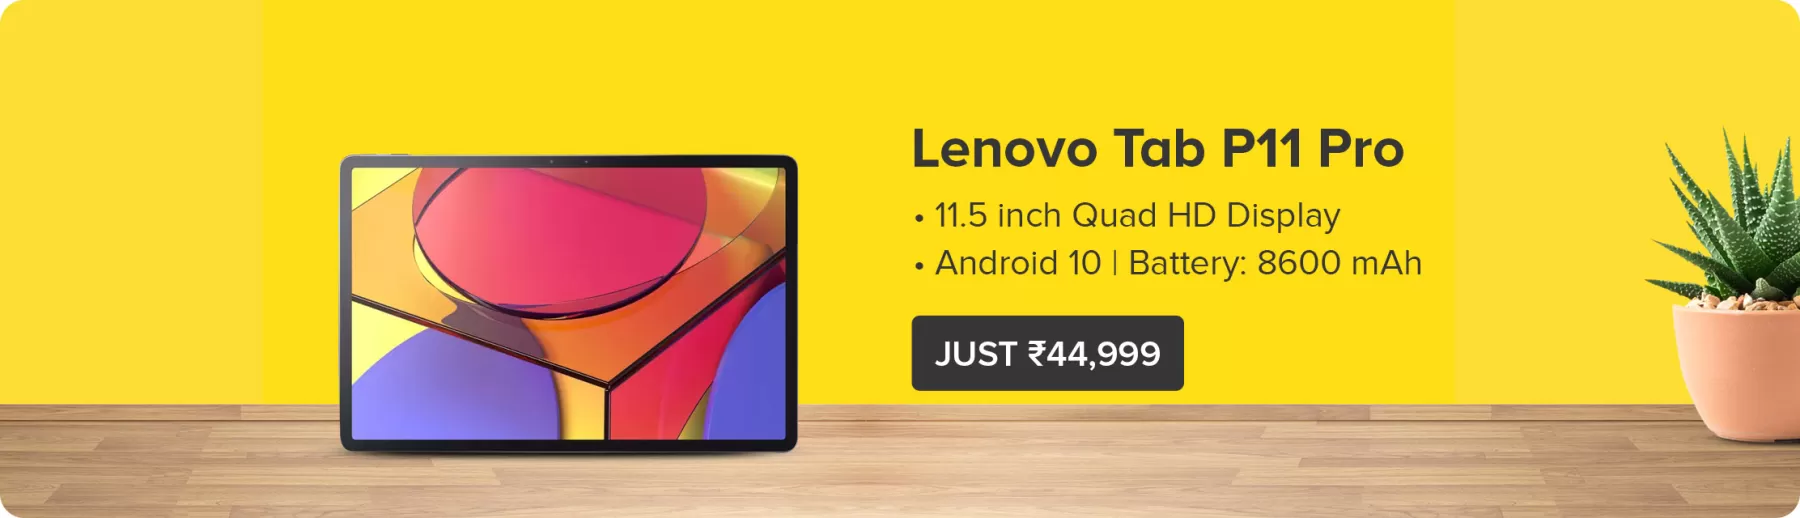 Lenovo Tab P11 Pro
• 11.5 inch Quad HD Display
• Android 10 | Battery: 8600 mAh
JUST ₹44,999